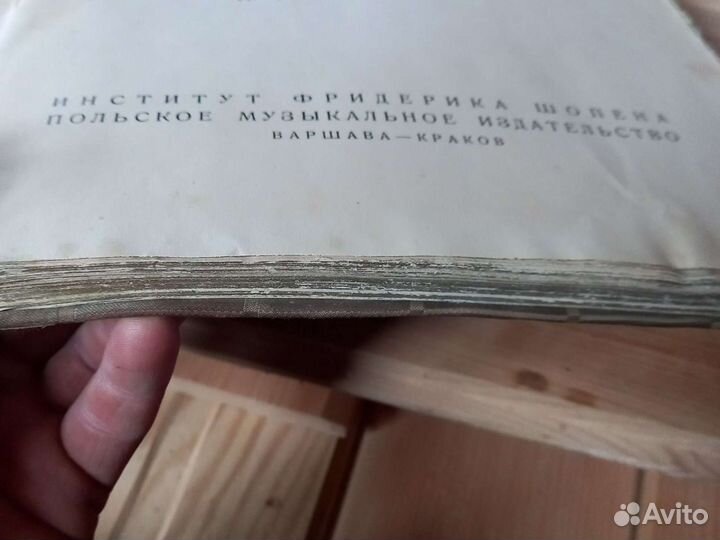 ИНСТИТУТ ФРИДЕРИКА ШОПЕНА
ПОЛЬСКОЕ МУЗЫКАЛЬНОЕ ИЗДАТЕЛЬСТВО
ВАРШАВА—КРАКОВ
Avito